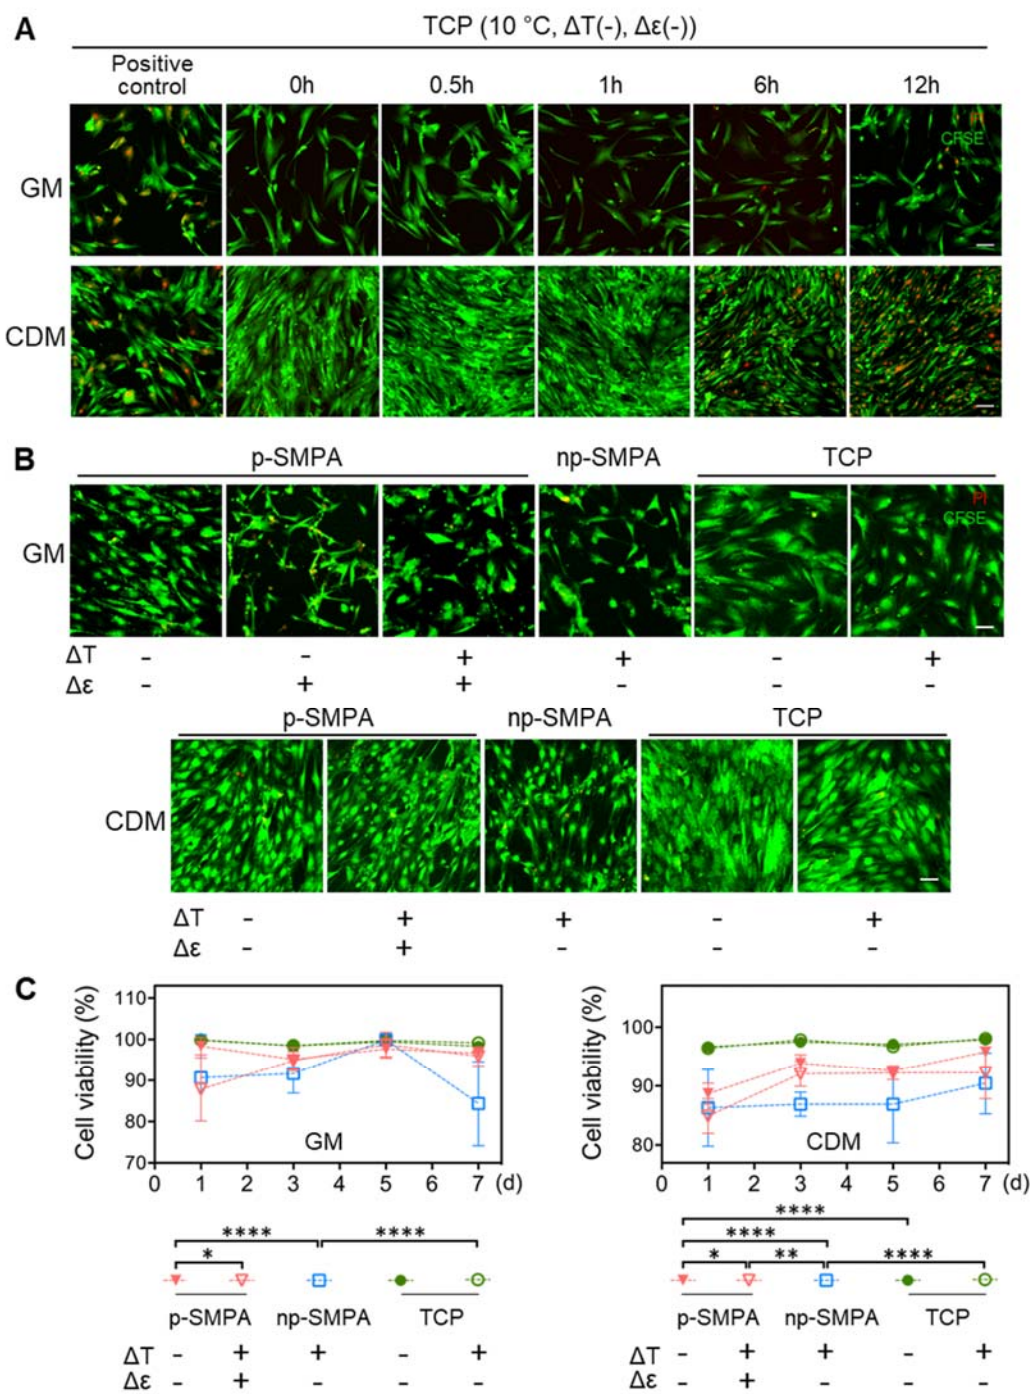 A
TCP (10 °C, ΔT(-), Δε(-))
Positive control 0h 0.5h 1h 6h 12h
GM
CFSE
CDM
B
p-SMPA np-SMPA TCP
GM
PI
CFSE
ΔT - - + + - +
Δε - + + - - -
p-SMPA np-SMPA TCP
CDM
ΔT - + + - +
Δε - + - - -
C
Cell viability (%)
110
100
90
80
70
GM
0 1 2 3 4 5 6 7 (d)
**** ****
*
p-SMPA np-SMPA TCP
ΔT - + + - +
Δε - + - - -
Cell viability (%)
100
90
80
CDM
0 1 2 3 4 5 6 7 (d)
****
****
* ** ****
p-SMPA np-SMPA TCP
ΔT - + + - +
Δε - + - - -